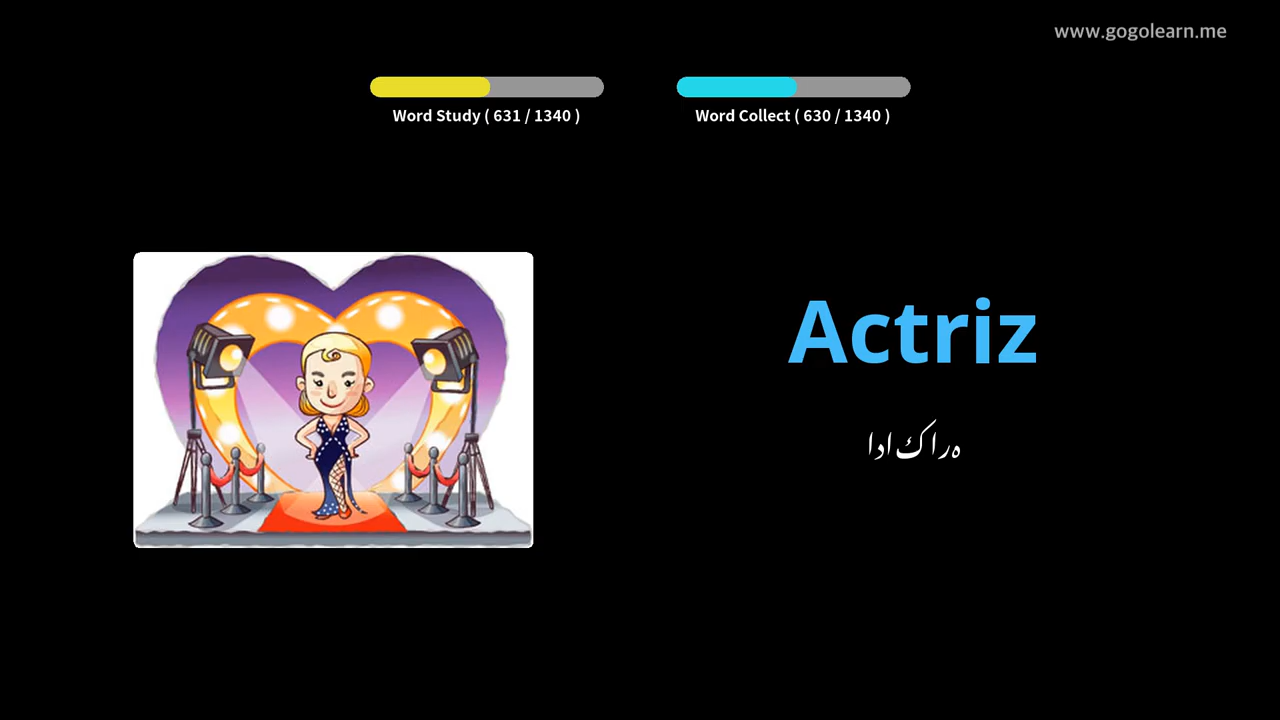 www.gogolearn.me
Word Study ( 631 / 1340 )
Word Collect ( 630 / 1340 )
Actriz
اداکارہ